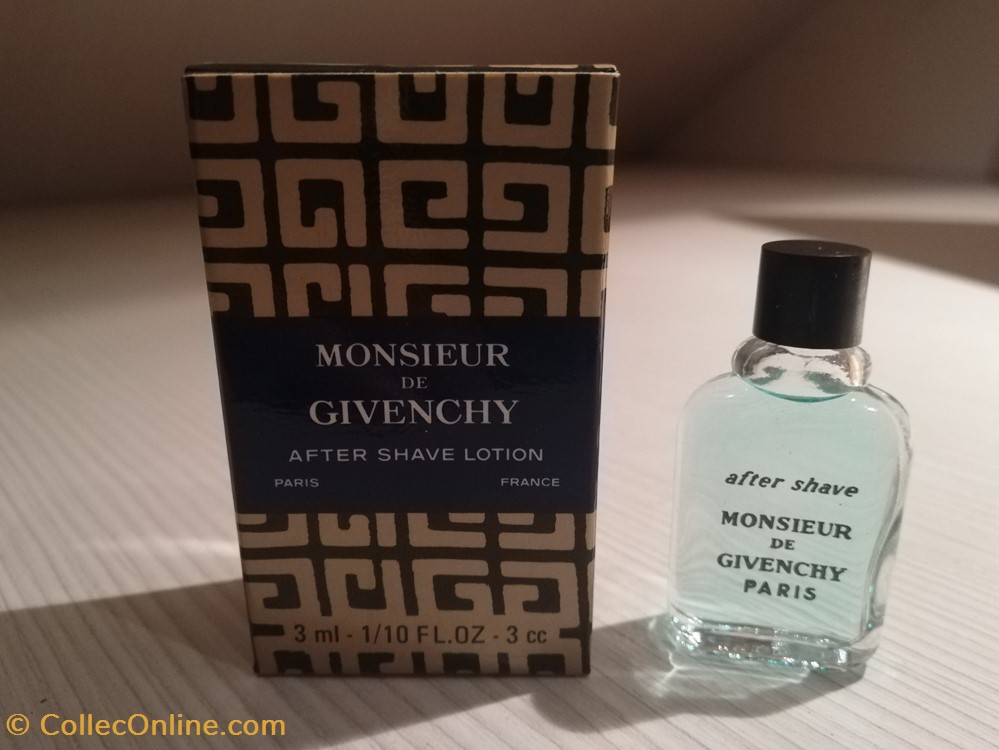 MONSIEUR
DE
GIVENCHY
AFTER SHAVE LOTION
PARIS FRANCE
3 ml - 1/10 FL.OZ - 3 cc
after shave
MONSIEUR
DE
GIVENCHY
PARIS
© CollecOnline.com